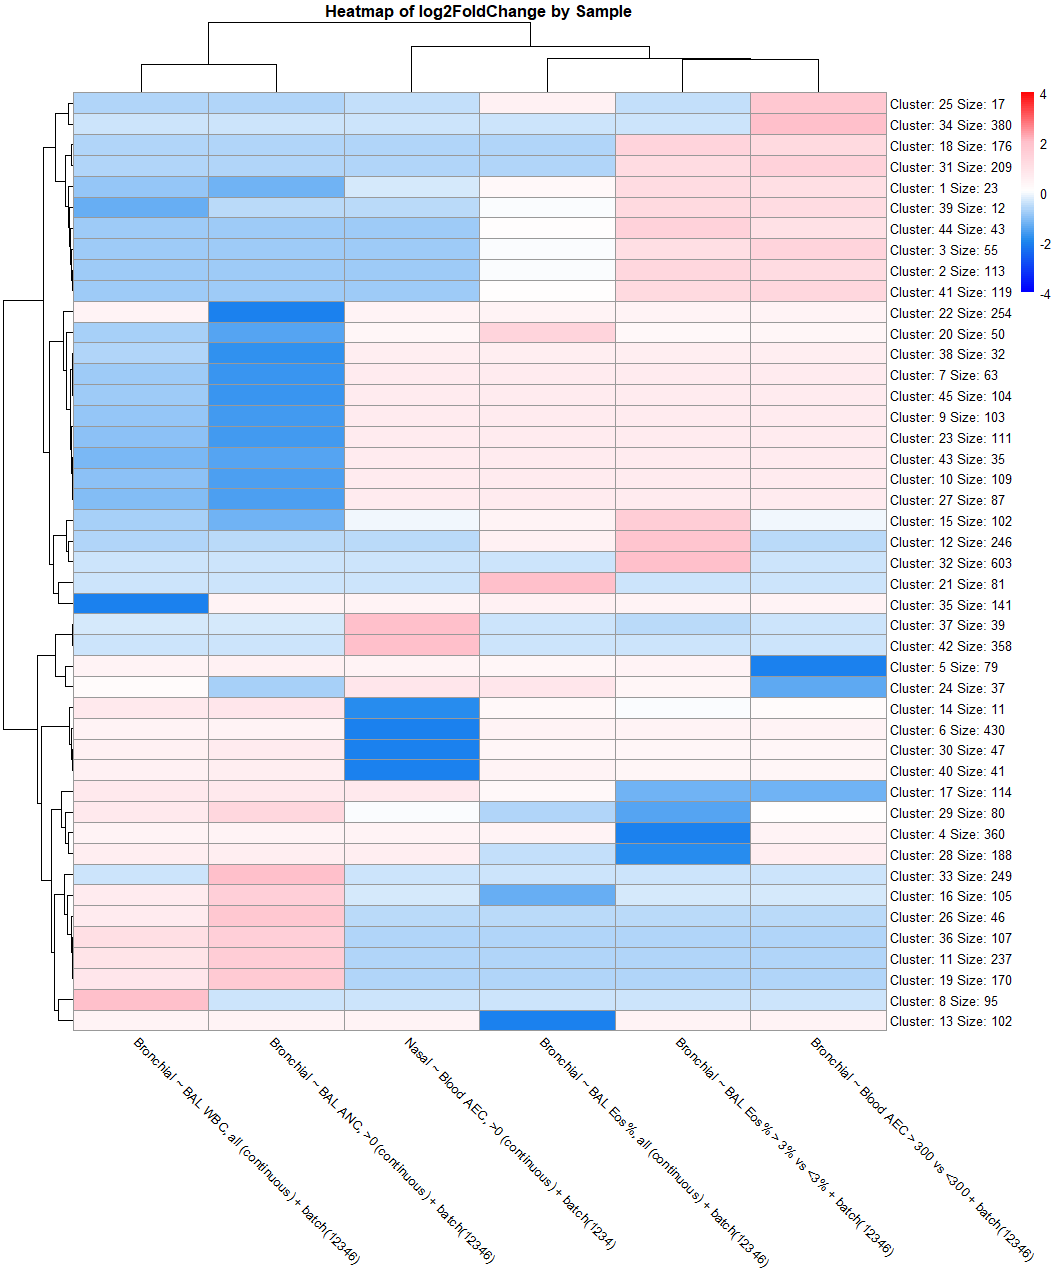 Heatmap of log2FoldChange by Sample
4
2
0
-2
-4
Cluster: 25 Size: 17
Cluster: 34 Size: 380
Cluster: 18 Size: 176
Cluster: 31 Size: 209
Cluster: 1 Size: 23
Cluster: 39 Size: 12
Cluster: 44 Size: 43
Cluster: 3 Size: 55
Cluster: 2 Size: 113
Cluster: 41 Size: 119
Cluster: 22 Size: 254
Cluster: 20 Size: 50
Cluster: 38 Size: 32
Cluster: 7 Size: 63
Cluster: 45 Size: 104
Cluster: 9 Size: 103
Cluster: 23 Size: 111
Cluster: 43 Size: 35
Cluster: 10 Size: 109
Cluster: 27 Size: 87
Cluster: 15 Size: 102
Cluster: 12 Size: 246
Cluster: 32 Size: 603
Cluster: 21 Size: 81
Cluster: 35 Size: 141
Cluster: 37 Size: 39
Cluster: 42 Size: 358
Cluster: 5 Size: 79
Cluster: 24 Size: 37
Cluster: 14 Size: 11
Cluster: 6 Size: 430
Cluster: 30 Size: 47
Cluster: 40 Size: 41
Cluster: 17 Size: 114
Cluster: 29 Size: 80
Cluster: 4 Size: 360
Cluster: 28 Size: 188
Cluster: 33 Size: 249
Cluster: 16 Size: 105
Cluster: 26 Size: 46
Cluster: 36 Size: 107
Cluster: 11 Size: 237
Cluster: 19 Size: 170
Cluster: 8 Size: 95
Cluster: 13 Size: 102
Bronchial ~ BAL WBC, all (continuous) + batch(12346)
Bronchial ~ BAL ANC, >0 (continuous) + batch(12346)
Nasal ~ Blood AEC, >0 (continuous) + batch(1234)
Bronchial ~ BAL Eos %, all (continuous) + batch(12346)
Bronchial ~ BAL Eos % > 3% vs <3% + batch(12346)
Bronchial ~ Blood AEC > 300 vs <300 + batch(12346)